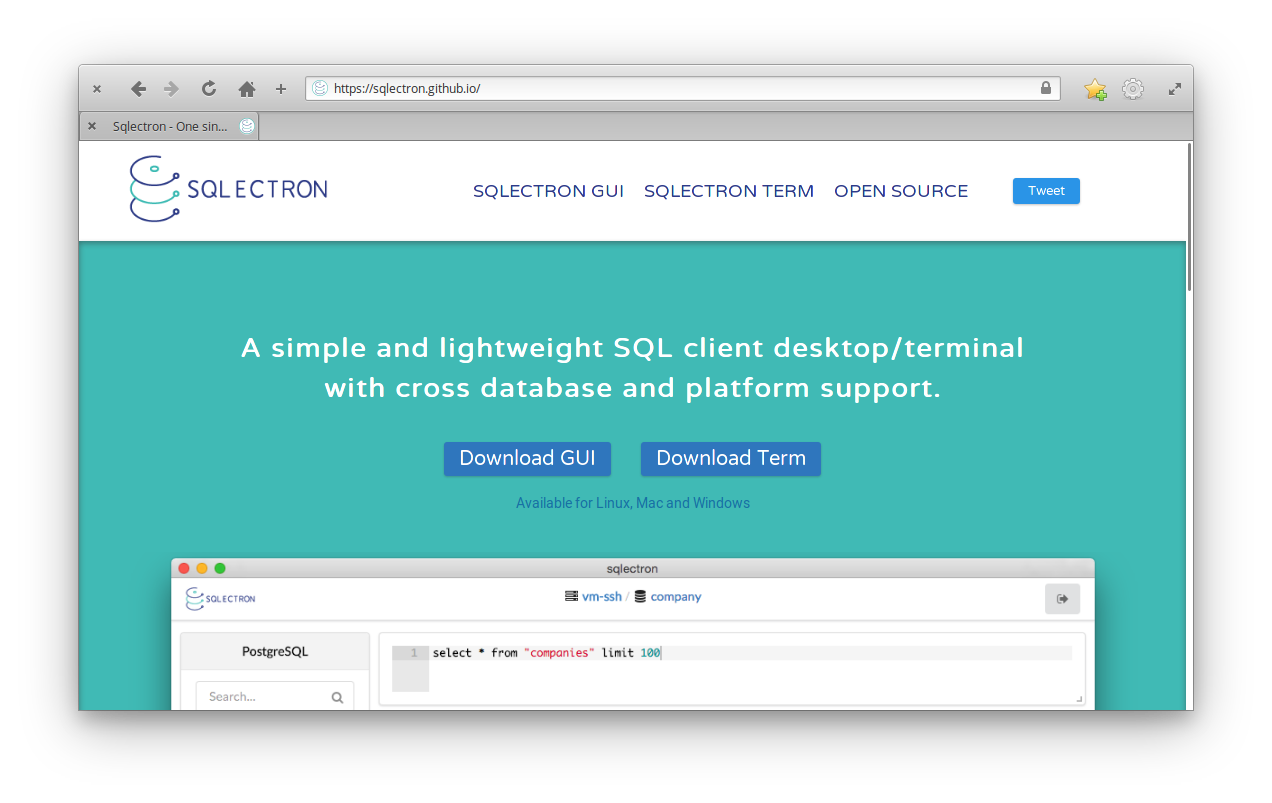 https://sqlectron.github.io/
Sqlectron - One sin...
SQLECTRON
SQLECTRON GUI
SQLECTRON TERM
OPEN SOURCE
Tweet
A simple and lightweight SQL client desktop/terminal
with cross database and platform support.
Download GUI
Download Term
Available for Linux, Mac and Windows
sqlectron
SQLECTRON
vm-ssh / company
PostgreSQL
1 select * from "companies" limit 100
Search...